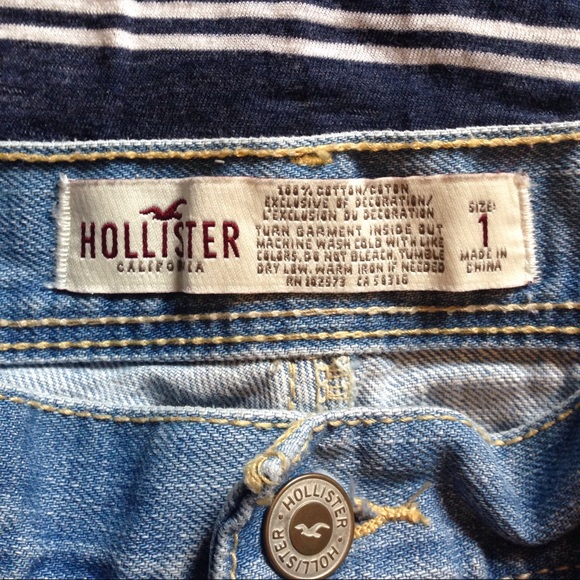 HOLLISTER
CALIFORNIA
100% COTTON/COTON
EXCLUSIVE OF DECORATION/
L'EXCLUSION DU DECORATION
TURN GARMENT INSIDE OUT
MACHINE WASH COLD WITH LIKE
COLORS, DO NOT BLEACH, TUMBLE
DRY LOW, WARM IRON IF NEEDED
RN 102573 CA 50310
SIZE:
1
MADE IN
CHINA
HOLLISTER
HOLLISTER